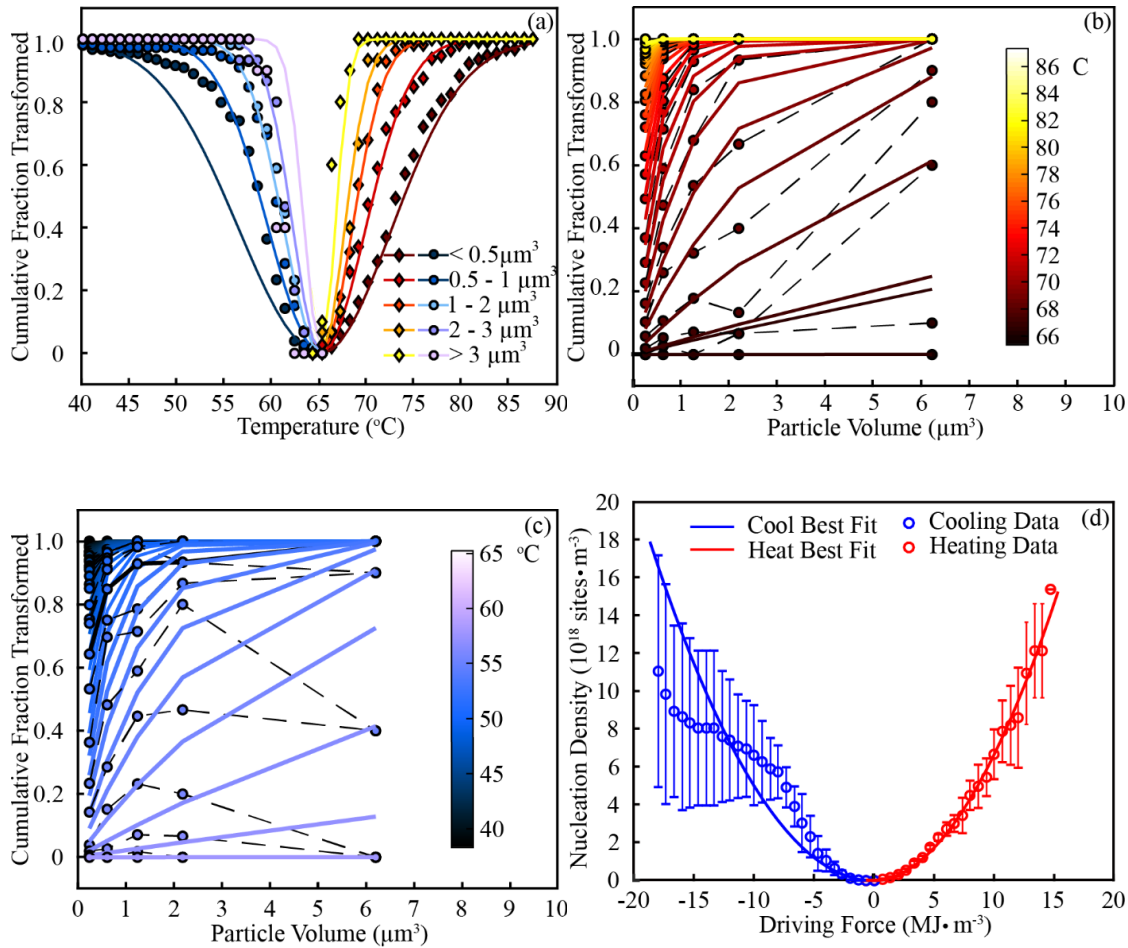 (a)
Cumulative Fraction Transformed
1.0
0.8
0.6
0.4
0.2
0
40 45 50 55 60 65 70 75 80 85 90
Temperature (°C)
< 0.5μm³
0.5 - 1 μm³
1 - 2 μm³
2 - 3 μm³
> 3 μm³
(b)
Cumulative Fraction Transformed
1.0
0.8
0.6
0.4
0.2
0
0 1 2 3 4 5 6 7 8 9 10
Particle Volume (μm³)
C
86
84
82
80
78
76
74
72
70
68
66
(c)
Cumulative Fraction Transformed
1.0
0.8
0.6
0.4
0.2
0
0 1 2 3 4 5 6 7 8 9 10
Particle Volume (μm³)
°C
65
60
55
50
45
40
(d)
Nucleation Density (10¹⁸ sites·m⁻³)
20
18
16
14
12
10
8
6
4
2
0
-20 -15 -10 -5 0 5 10 15 20
Driving Force (MJ·m⁻³)
Cool Best Fit
Heat Best Fit
Cooling Data
Heating Data